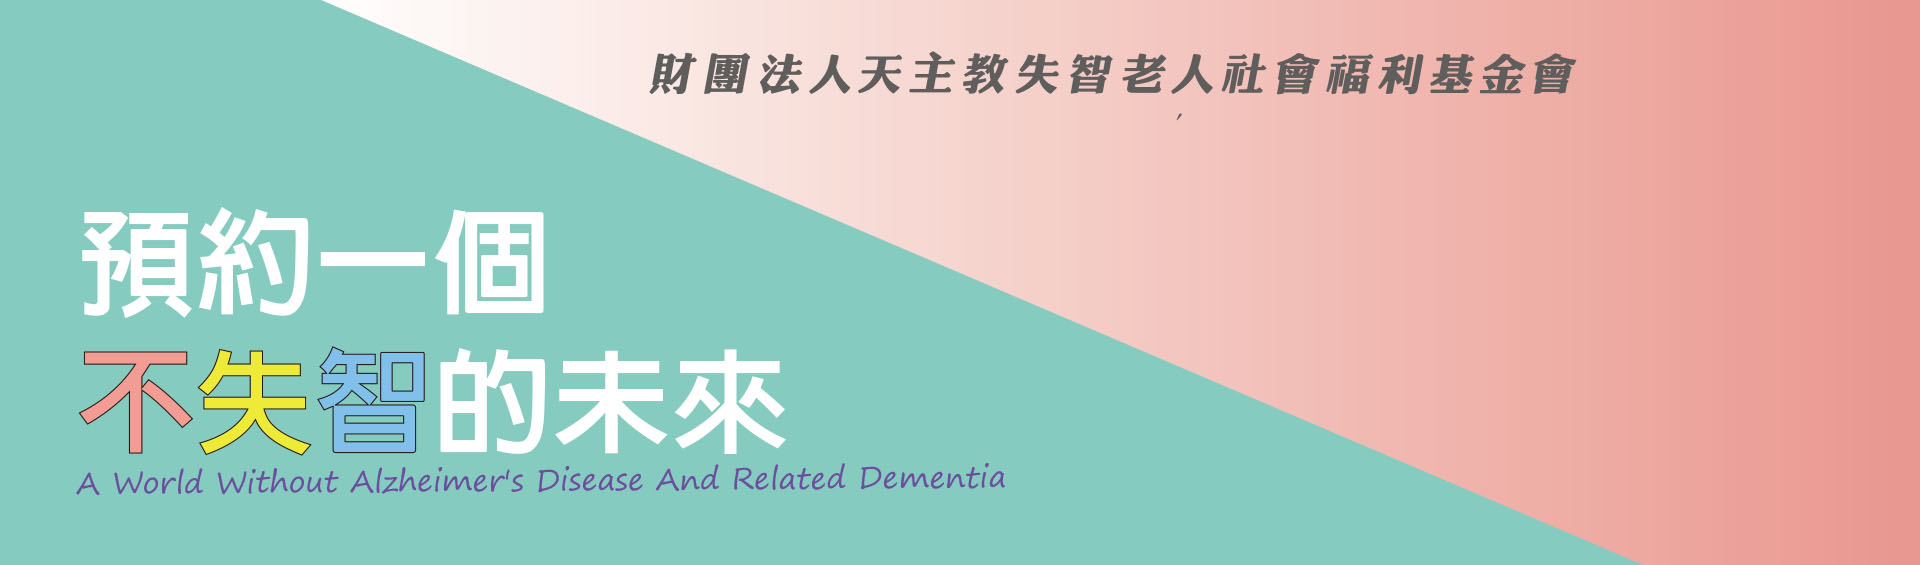 財團法人天主教失智老人社會福利基金會
預約一個
不失智的未來
A World Without Alzheimer's Disease And Related Dementia